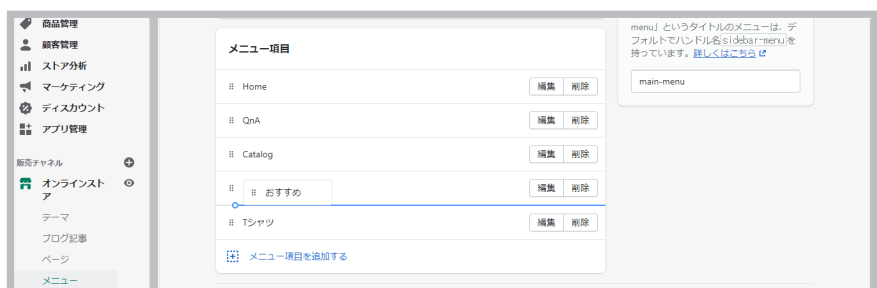 商品管理
顧客管理
ストア分析
マーケティング
ディスカウント
アプリ管理
販売チャネル
オンラインスト
ア
テーマ
ブログ記事
ページ
メニュー
メニュー項目
Home
編集 削除
QnA
編集 削除
Catalog
編集 削除
おすすめ
編集 削除
Tシャツ
編集 削除
メニュー項目を追加する
menu」というタイトルのメニューは、デ
フォルトでハンドル名sidebar-menuを
持っています。詳しくはこちら
main-menu